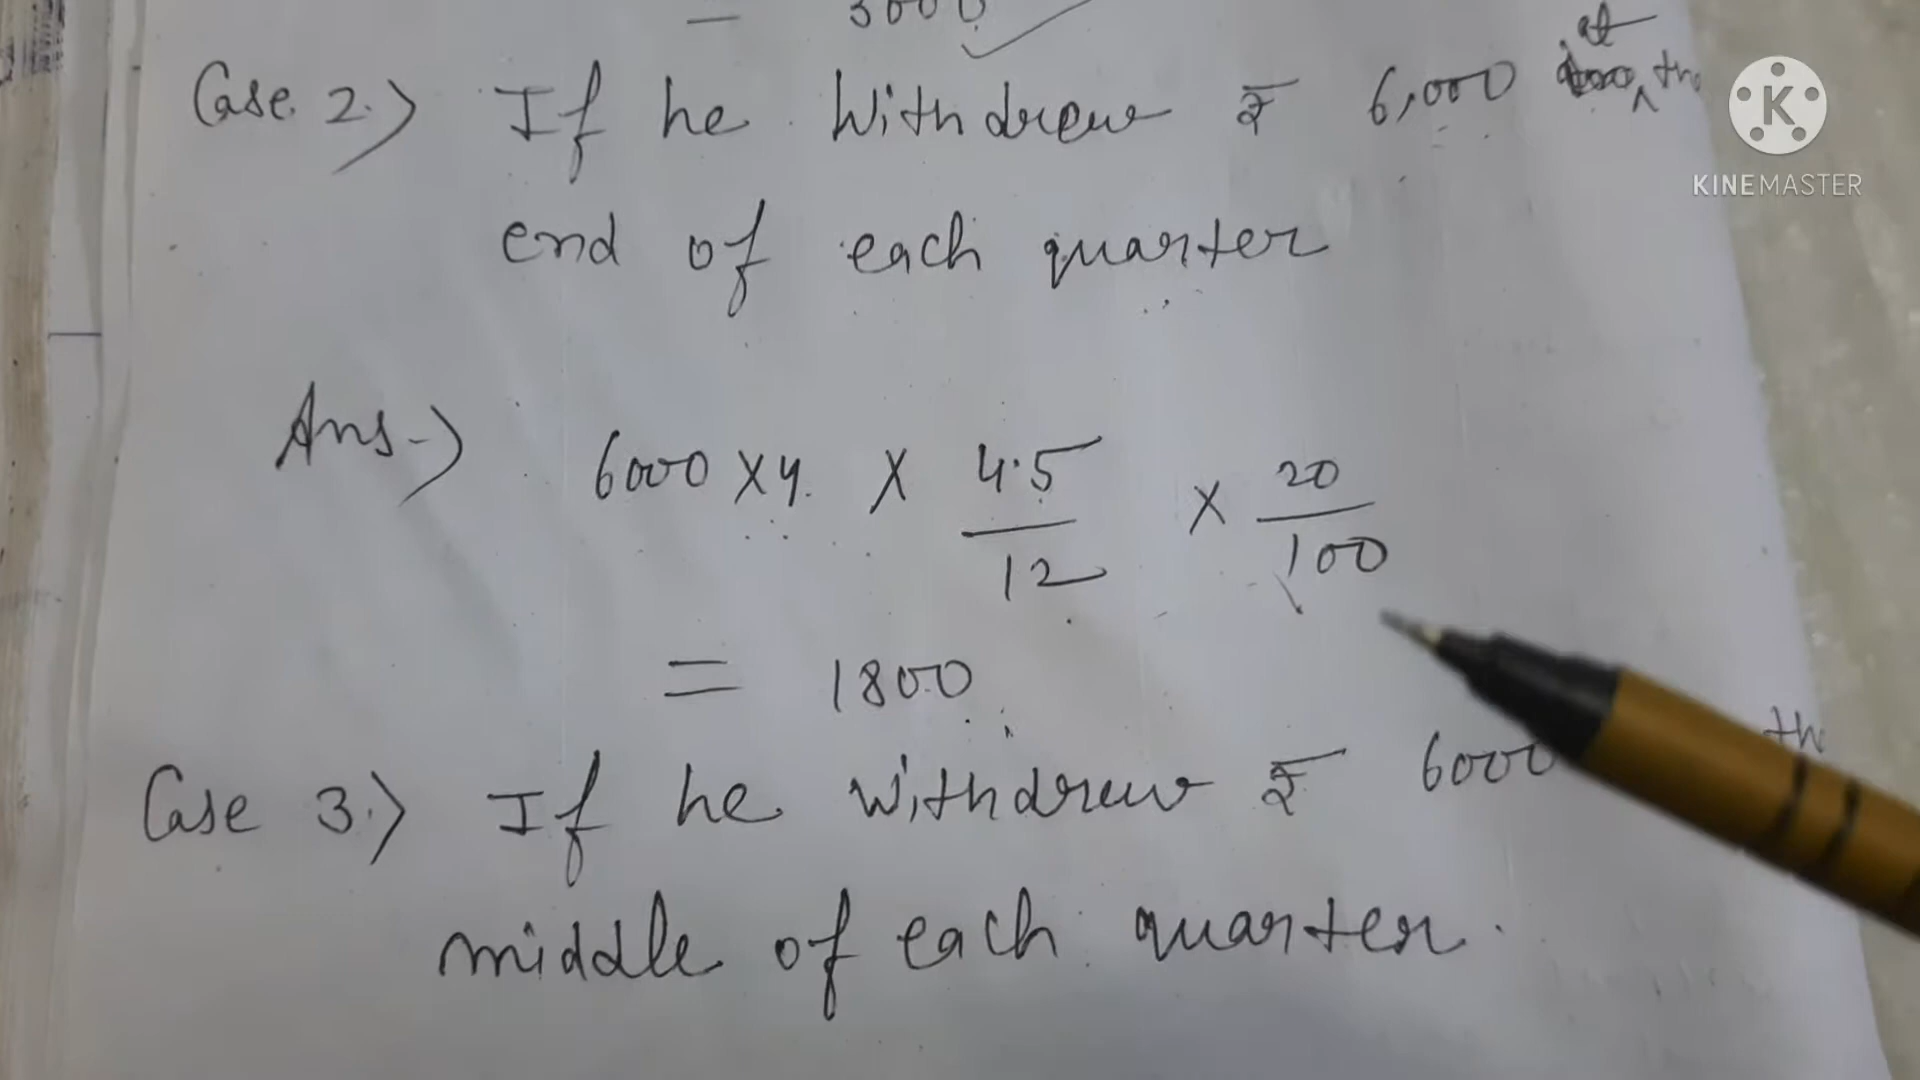 = 3000
at
Case 2.) If he Withdrew ₹ 6,000 the
end of each quarter
Ans-) 6000 x 4 x 4.5/12 x 20/100
= 1800
Case 3.) If he withdrew ₹ 6000 th
middle of each quarter.
KINEMASTER